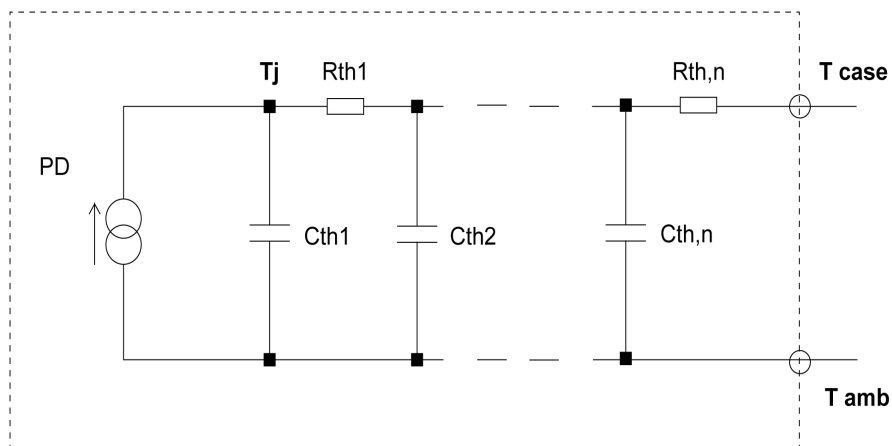 Tj
Rth1
Rth,n
T case
PD
Cth1
Cth2
Cth,n
T amb